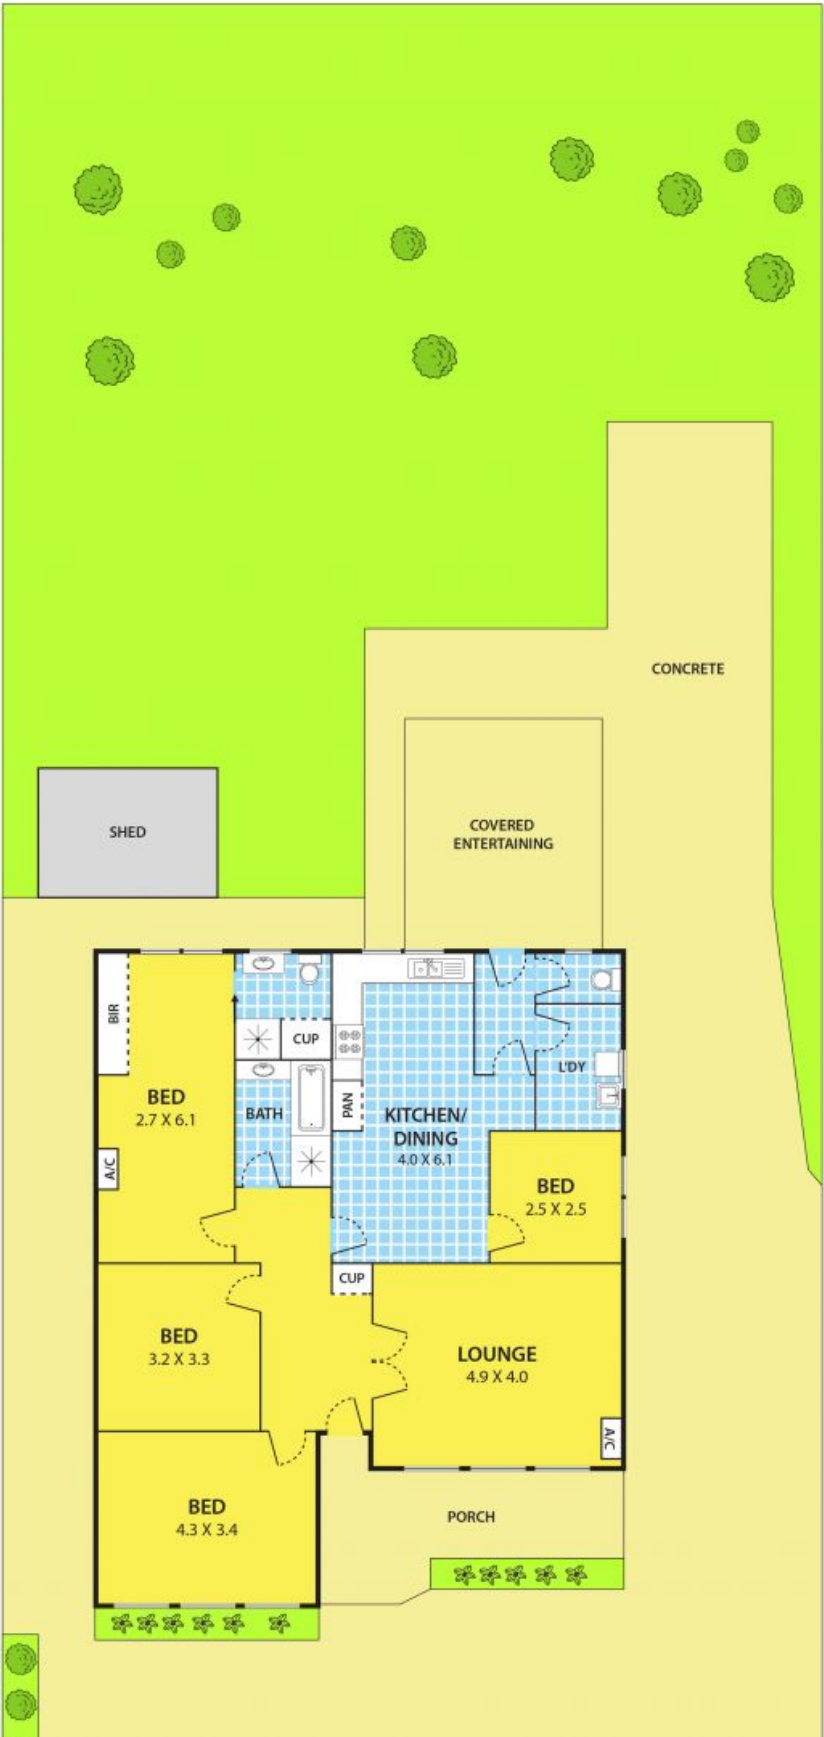 CONCRETE
SHED
COVERED
ENTERTAINING
BIR
CUP
BED
2.7 X 6.1
A/C
BATH
PAN
KITCHEN/
DINING
4.0 X 6.1
L'DY
BED
2.5 X 2.5
CUP
BED
3.2 X 3.3
LOUNGE
4.9 X 4.0
A/C
BED
4.3 X 3.4
PORCH